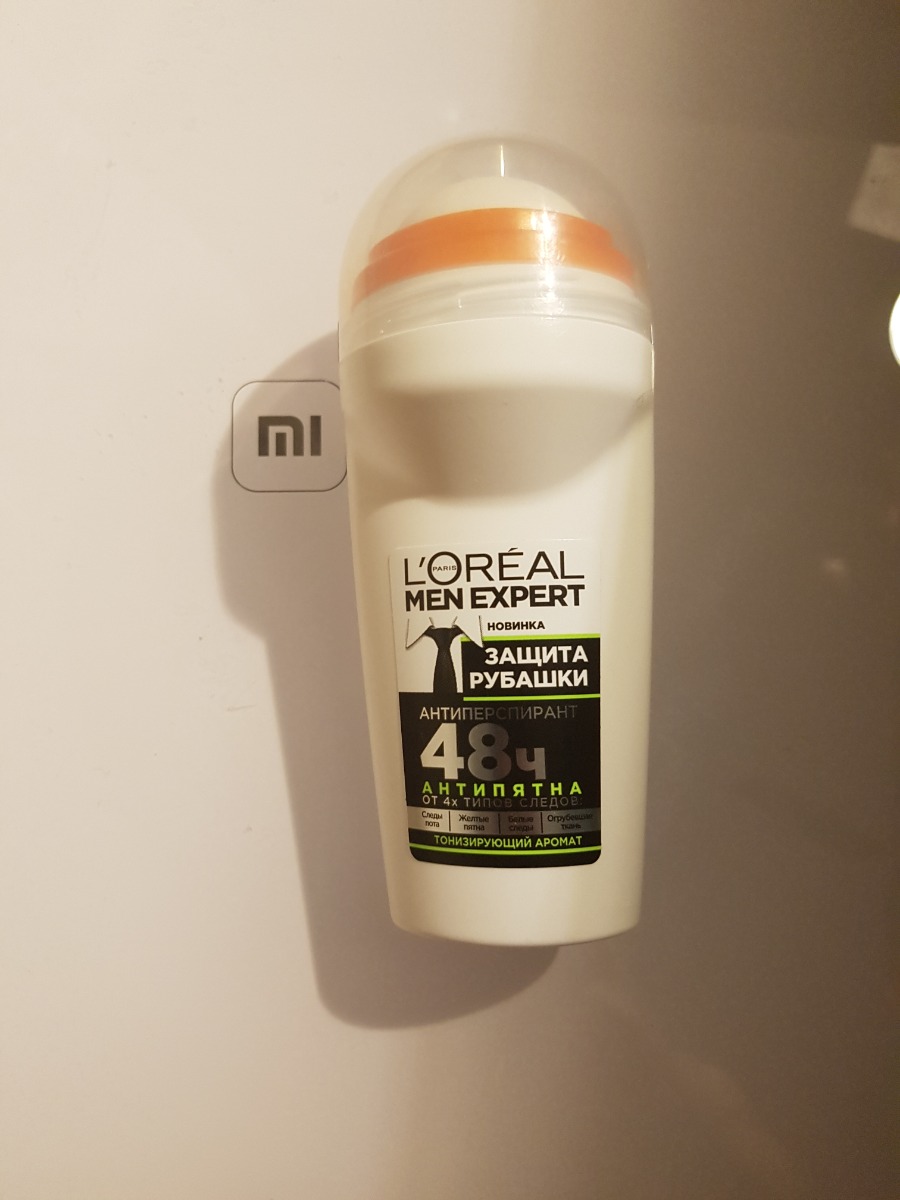 mi
L'ORÉAL
PARIS
MEN EXPERT
НОВИНКА
ЗАЩИТА
РУБАШКИ
АНТИПЕРСПИРАНТ
48ч
АНТИПЯТНА
ОТ 4х ТИПОВ СЛЕДОВ:
Следы пота Желтые пятна Белые следы Огрубевшая ткань
ТОНИЗИРУЮЩИЙ АРОМАТ